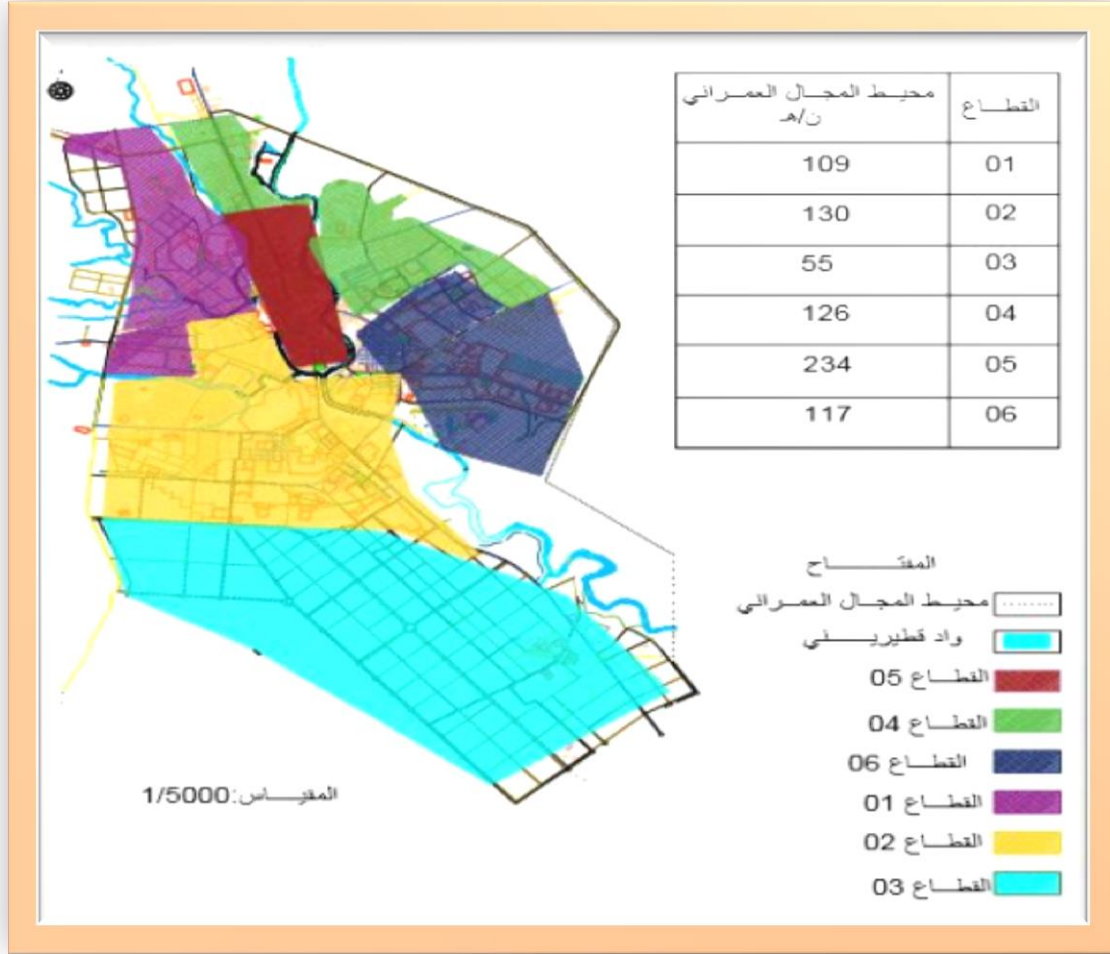 القطاع محيط المجال العمراني
ن/هـ
01 109
02 130
03 55
04 126
05 234
06 117
المفتاح
محيط المجال العمراني
واد قطيريني
القطاع 05
القطاع 04
القطاع 06
القطاع 01
القطاع 02
القطاع 03
المقياس:1/5000